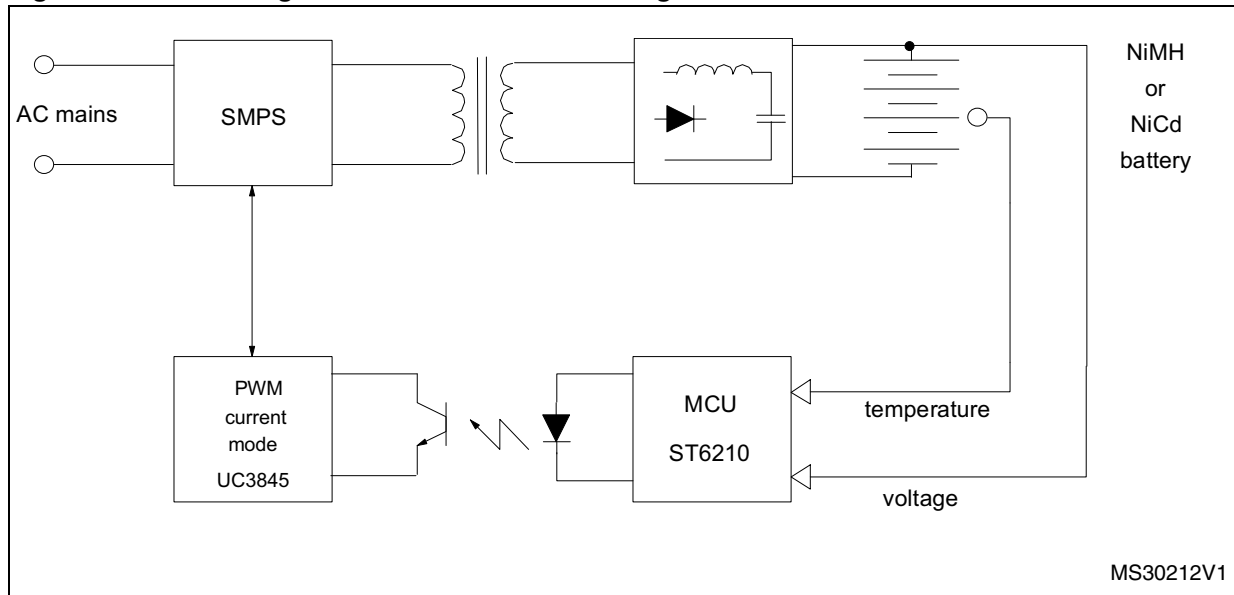 AC mains
SMPS
NiMH
or
NiCd
battery
PWM
current
mode
UC3845
MCU
ST6210
temperature
voltage
MS30212V1